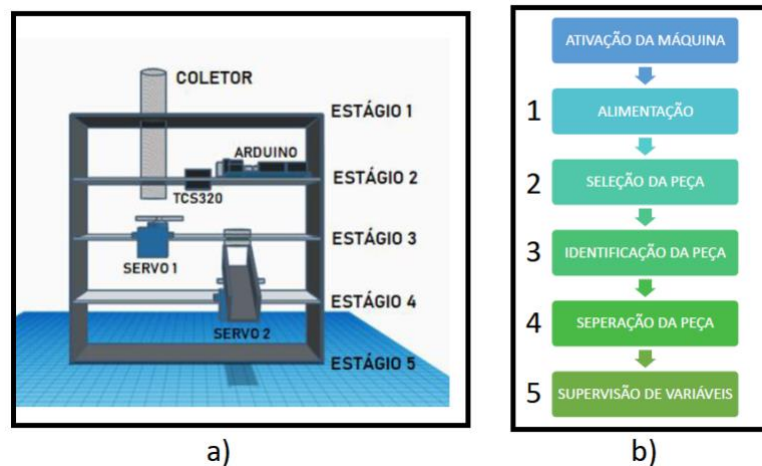 COLETOR
ESTÁGIO 1
ARDUINO
ESTÁGIO 2
TCS320
ESTÁGIO 3
SERVO 1
ESTÁGIO 4
SERVO 2
ESTÁGIO 5
a)
ATIVAÇÃO DA MÁQUINA
1 ALIMENTAÇÃO
2 SELEÇÃO DA PEÇA
3 IDENTIFICAÇÃO DA PEÇA
4 SEPERAÇÃO DA PEÇA
5 SUPERVISÃO DE VARIÁVEIS
b)